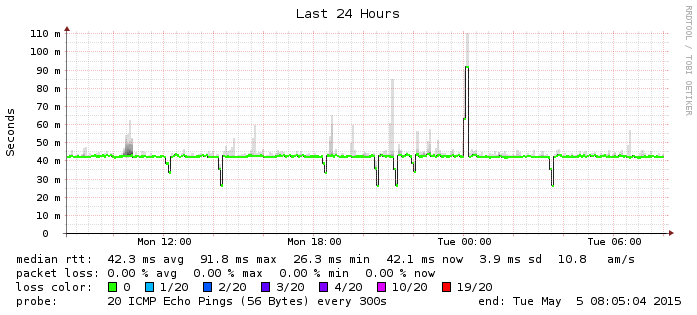 Last 24 Hours
RRDTOOL / TOBI OETIKER
Seconds
110 m
100 m
90 m
80 m
70 m
60 m
50 m
40 m
30 m
20 m
10 m
0
Mon 12:00 Mon 18:00 Tue 00:00 Tue 06:00
median rtt: 42.3 ms avg 91.8 ms max 26.3 ms min 42.1 ms now 3.9 ms sd 10.8 am/s
packet loss: 0.00 % avg 0.00 % max 0.00 % min 0.00 % now
loss color: 0 1/20 2/20 3/20 4/20 10/20 19/20
probe: 20 ICMP Echo Pings (56 Bytes) every 300s end: Tue May 5 08:05:04 2015